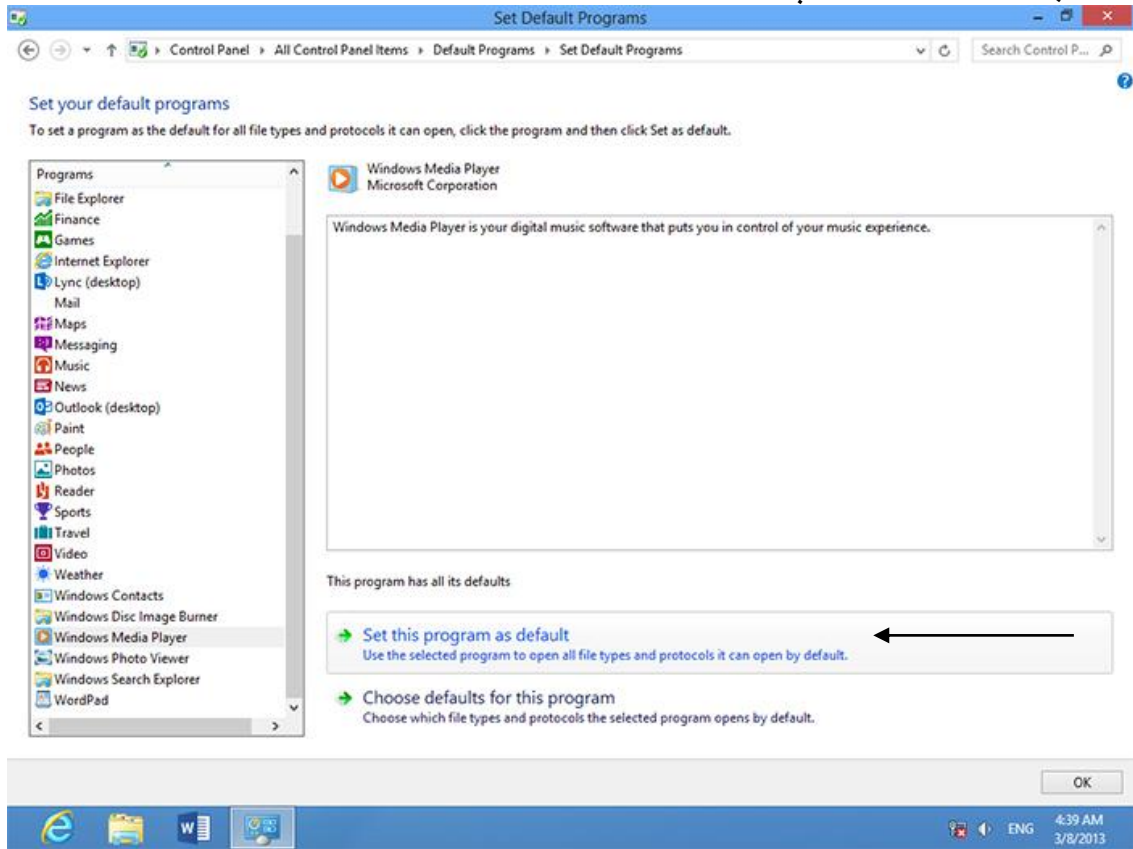 Set Default Programs
Control Panel ▸ All Control Panel Items ▸ Default Programs ▸ Set Default Programs
Search Control P...
Set your default programs
To set a program as the default for all file types and protocols it can open, click the program and then click Set as default.
Programs
File Explorer
Finance
Games
Internet Explorer
Lync (desktop)
Mail
Maps
Messaging
Music
News
Outlook (desktop)
Paint
People
Photos
Reader
Sports
Travel
Video
Weather
Windows Contacts
Windows Disc Image Burner
Windows Media Player
Windows Photo Viewer
Windows Search Explorer
WordPad
Windows Media Player
Microsoft Corporation
Windows Media Player is your digital music software that puts you in control of your music experience.
This program has all its defaults
Set this program as default
Use the selected program to open all file types and protocols it can open by default.
Choose defaults for this program
Choose which file types and protocols the selected program opens by default.
OK
ENG
4:39 AM
3/8/2013